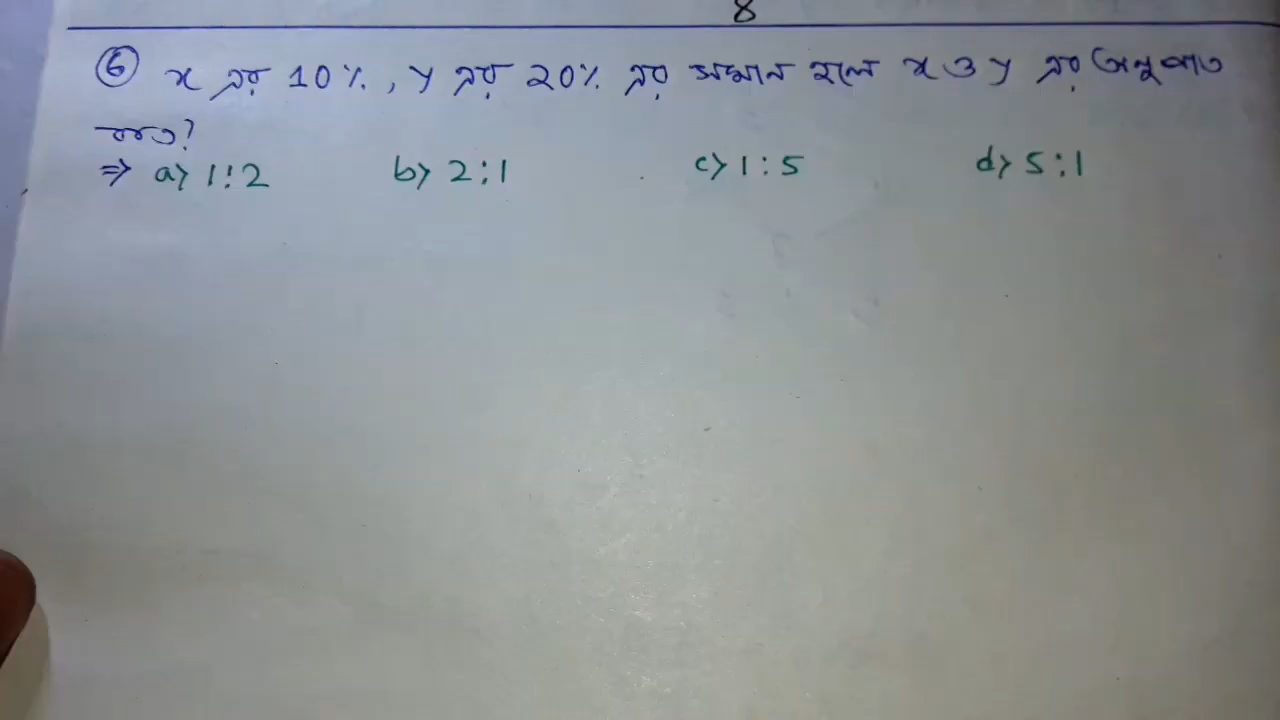 8
⑥ x এর 10%, y এর 20% এর সমান হলে x ও y এর অনুপাত
কত?
⇒ a> 1:2 b> 2:1 c> 1:5 d> 5:1